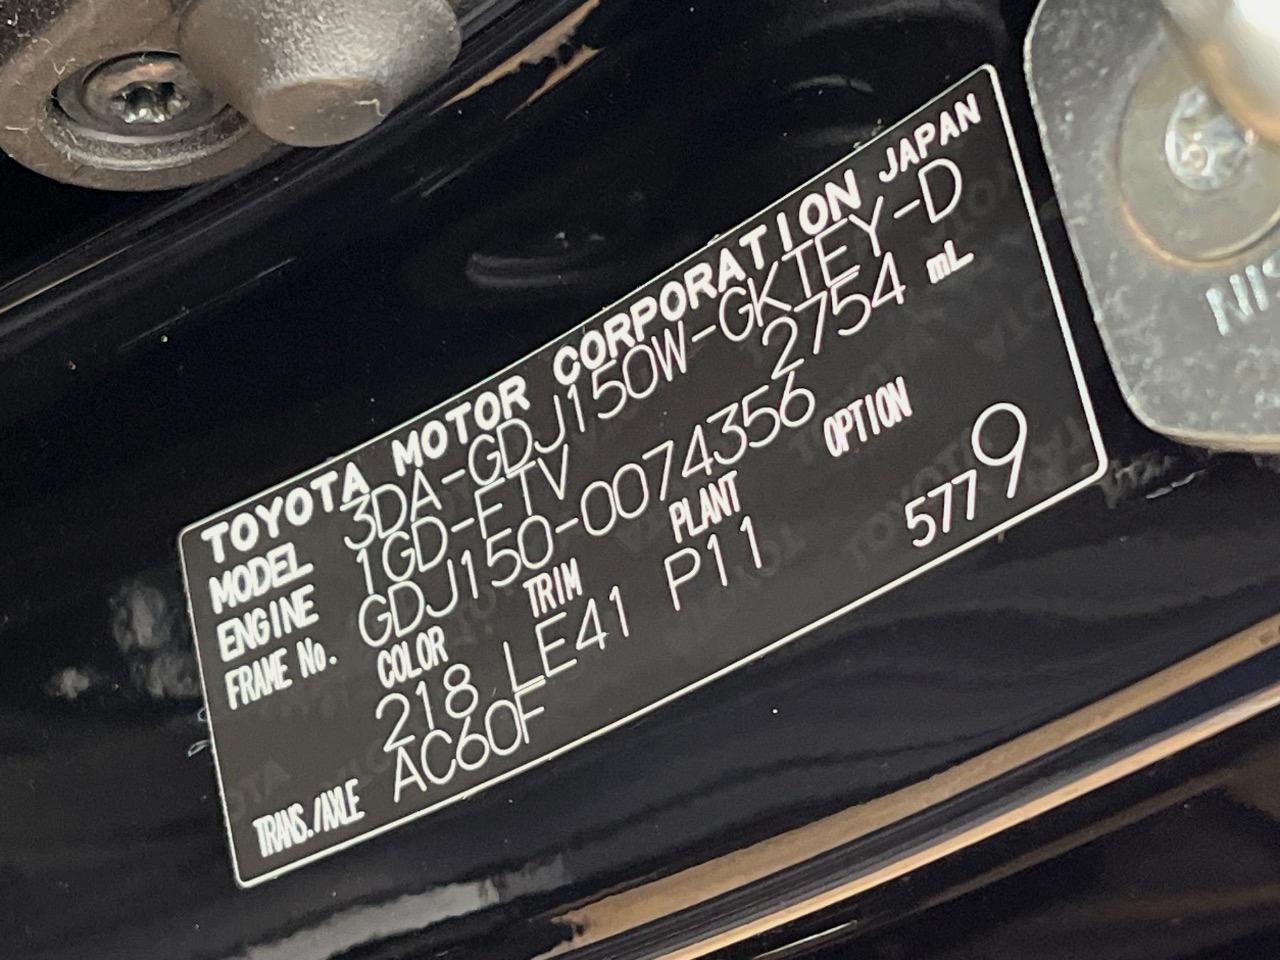 TOYOTA MOTOR CORPORATION JAPAN
MODEL 3DA-GDJ150W-GKTEY-D
ENGINE 1GD-FTV 2754 mL
FRAME No. GDJ150-0074356
COLOR TRIM PLANT OPTION
218 LE41 P11 5779
TRANS./AXLE AC60F